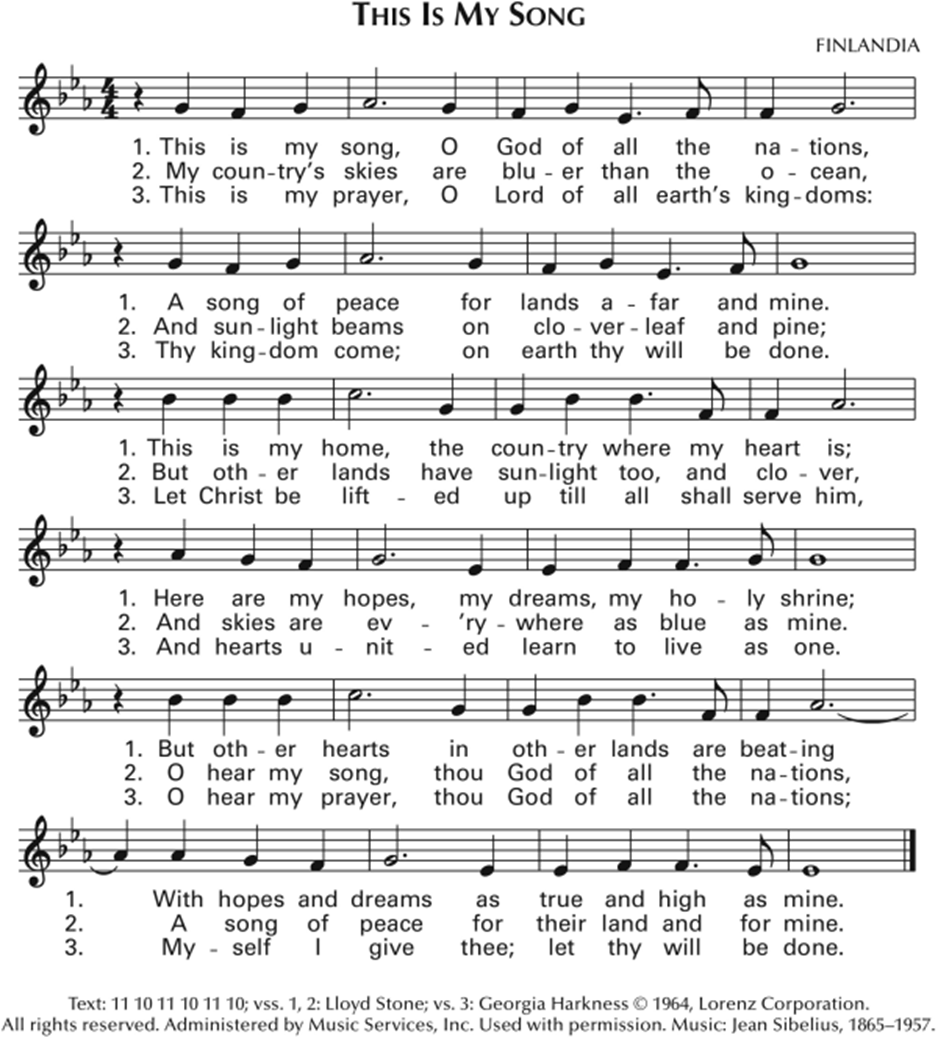 THIS IS MY SONG
FINLANDIA
1. This is my song, O God of all the na - tions,
2. My coun - try's skies are blu - er than the o - cean,
3. This is my prayer, O Lord of all earth's king - doms:
1. A song of peace for lands a - far and mine.
2. And sun - light beams on clo - ver - leaf and pine;
3. Thy king - dom come; on earth thy will be done.
1. This is my home, the coun - try where my heart is;
2. But oth - er lands have sun - light too, and clo - ver,
3. Let Christ be lift - ed up till all shall serve him,
1. Here are my hopes, my dreams, my ho - ly shrine;
2. And skies are ev - 'ry - where as blue as mine.
3. And hearts u - nit - ed learn to live as one.
1. But oth - er hearts in oth - er lands are beat - ing
2. O hear my song, thou God of all the na - tions,
3. O hear my prayer, thou God of all the na - tions;
1. With hopes and dreams as true and high as mine.
2. A song of peace for their land and for mine.
3. My - self I give thee; let thy will be done.
Text: 11 10 11 10 11 10; vss. 1, 2: Lloyd Stone; vs. 3: Georgia Harkness © 1964, Lorenz Corporation.
All rights reserved. Administered by Music Services, Inc. Used with permission. Music: Jean Sibelius, 1865–1957.